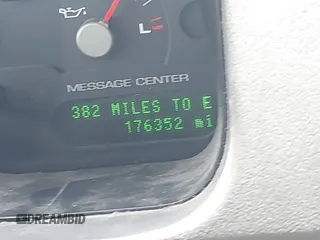 L
MESSAGE CENTER
382 MILES TO E
176352 mi
DREAMBID